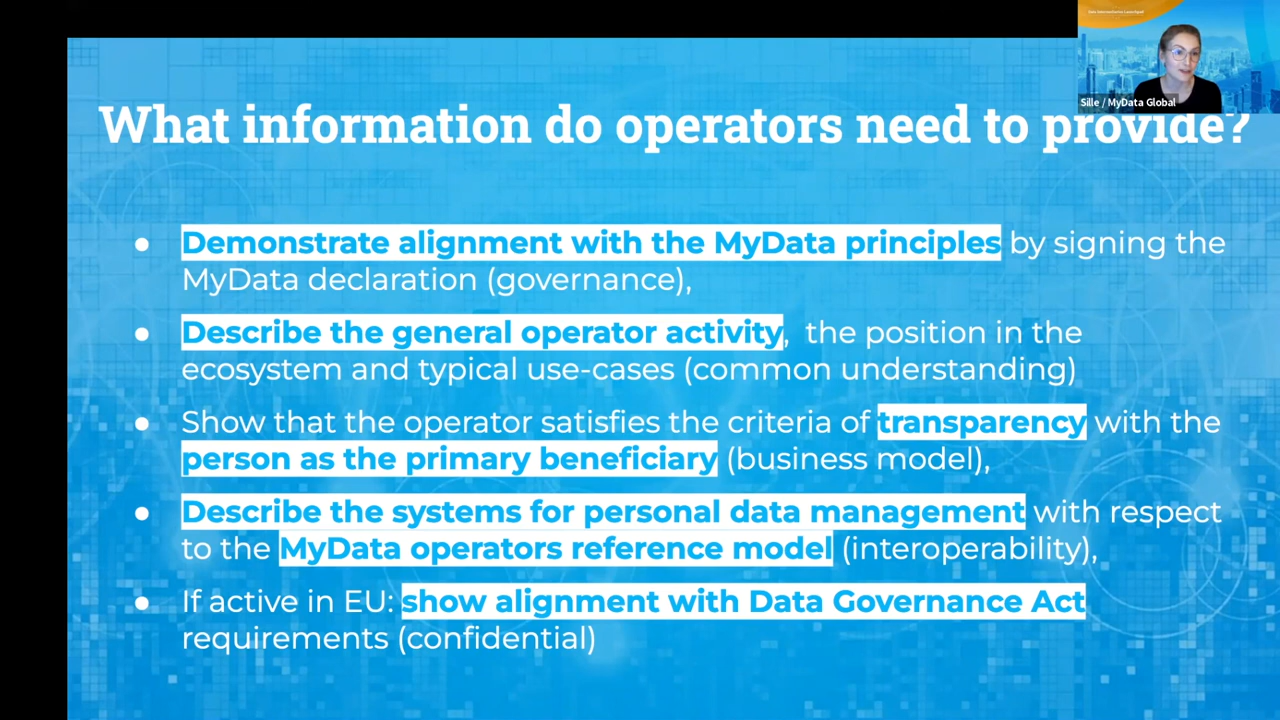 Sille / MyData Global
What information do operators need to provide?
● Demonstrate alignment with the MyData principles by signing the
MyData declaration (governance),
● Describe the general operator activity,  the position in the
ecosystem and typical use-cases (common understanding)
● Show that the operator satisfies the criteria of transparency with the
person as the primary beneficiary (business model),
● Describe the systems for personal data management with respect
to the MyData operators reference model (interoperability),
● If active in EU: show alignment with Data Governance Act
requirements (confidential)